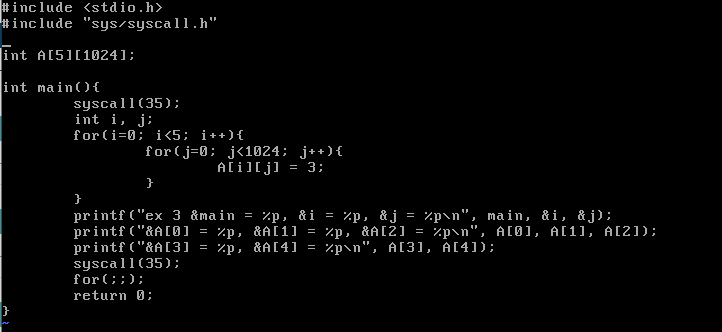 #include <stdio.h>
#include "sys/syscall.h"
_
int A[5][1024];

int main(){
        syscall(35);
        int i, j;
        for(i=0; i<5; i++){
                for(j=0; j<1024; j++){
                        A[i][j] = 3;
                }
        }
        printf("ex 3 &main = %p, &i = %p, &j = %p\n", main, &i, &j);
        printf("&A[0] = %p, &A[1] = %p, &A[2] = %p\n", A[0], A[1], A[2]);
        printf("&A[3] = %p, &A[4] = %p\n", A[3], A[4]);
        syscall(35);
        for(;;);
        return 0;
}
~